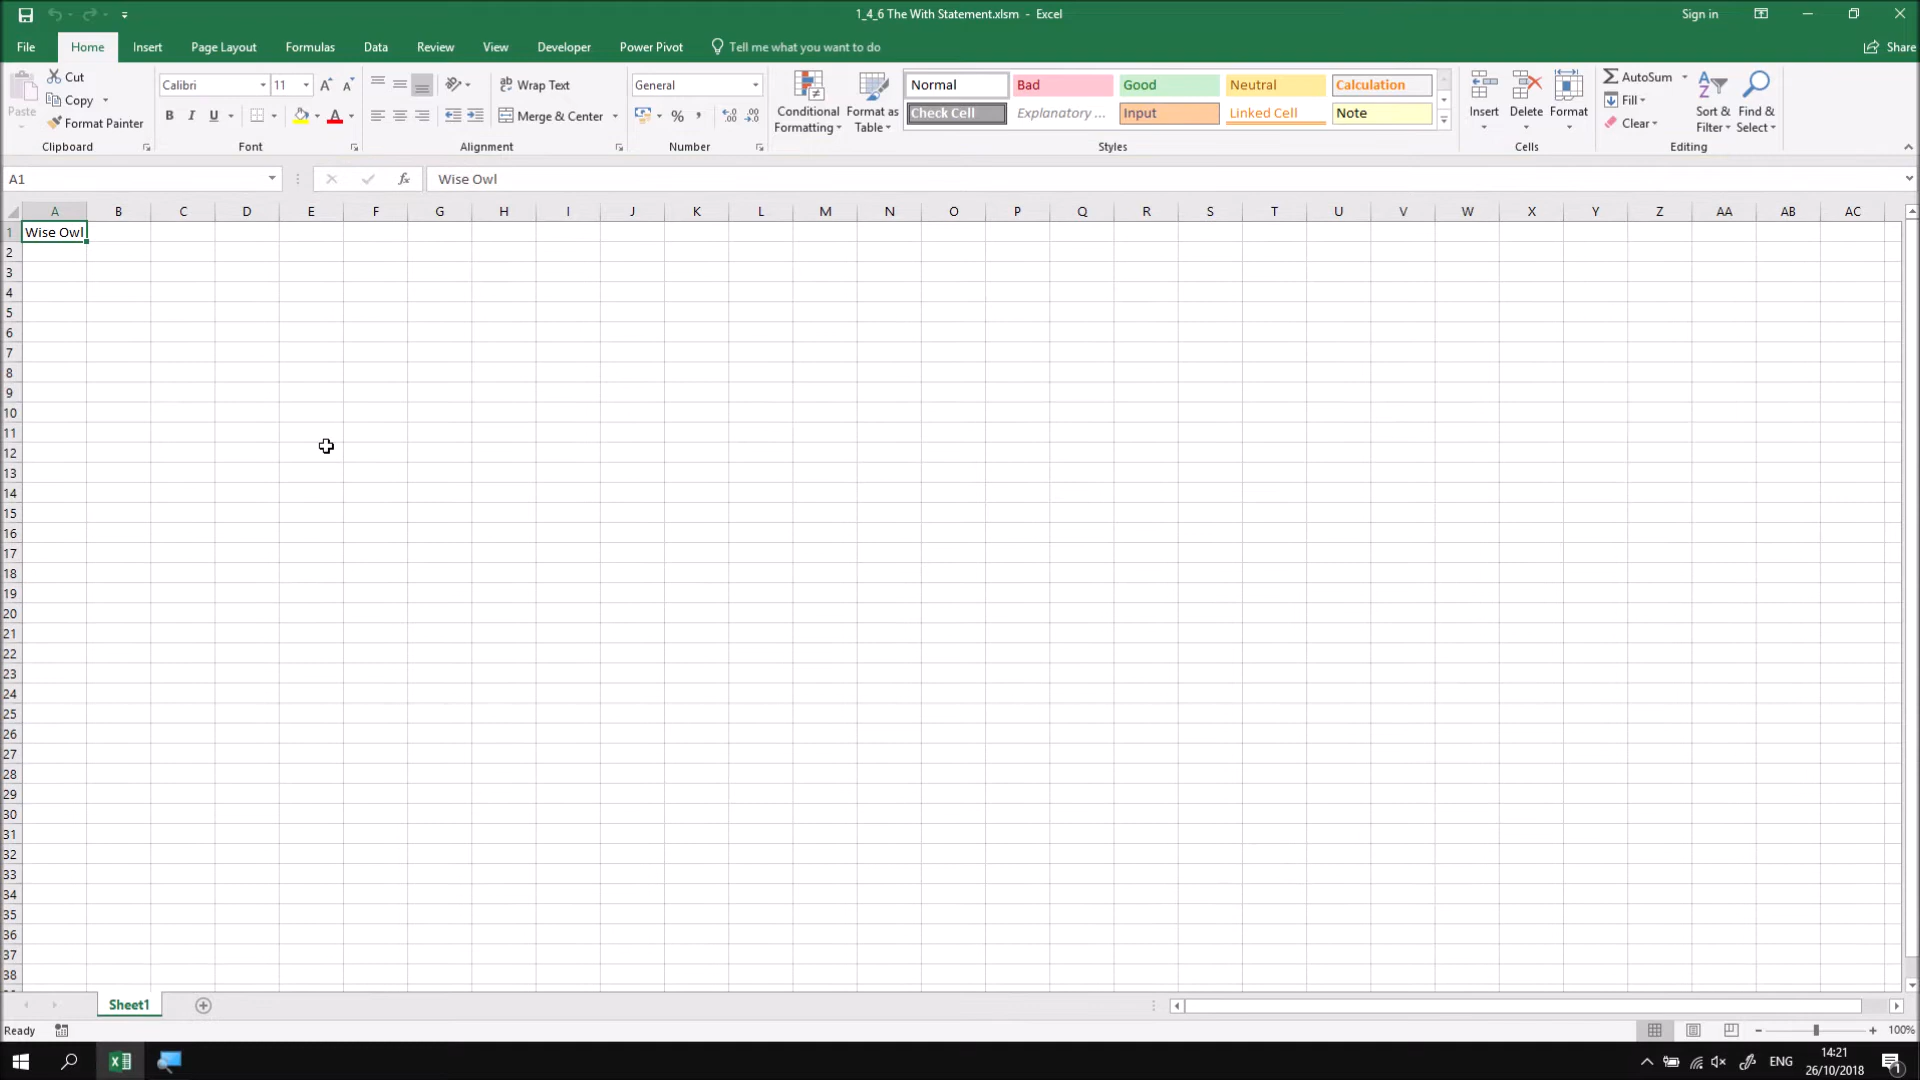 1_4_6 The With Statement.xlsm - Excel
Sign in
File Home Insert Page Layout Formulas Data Review View Developer Power Pivot Tell me what you want to do Share
Paste
Cut
Copy
Format Painter
Clipboard
Calibri 11
B I U
Font
Wrap Text
Merge & Center
Alignment
General
%
Number
Conditional Formatting
Format as Table
Normal Bad Good Neutral Calculation
Check Cell Explanatory ... Input Linked Cell Note
Styles
Insert Delete Format
Cells
AutoSum
Fill
Clear
Sort & Filter
Find & Select
Editing
A1 fx Wise Owl
A B C D E F G H I J K L M N O P Q R S T U V W X Y Z AA AB AC
1 Wise Owl
2
3
4
5
6
7
8
9
10
11
12
13
14
15
16
17
18
19
20
21
22
23
24
25
26
27
28
29
30
31
32
33
34
35
36
37
38
Sheet1
Ready 100%
ENG 14:21
26/10/2018
1